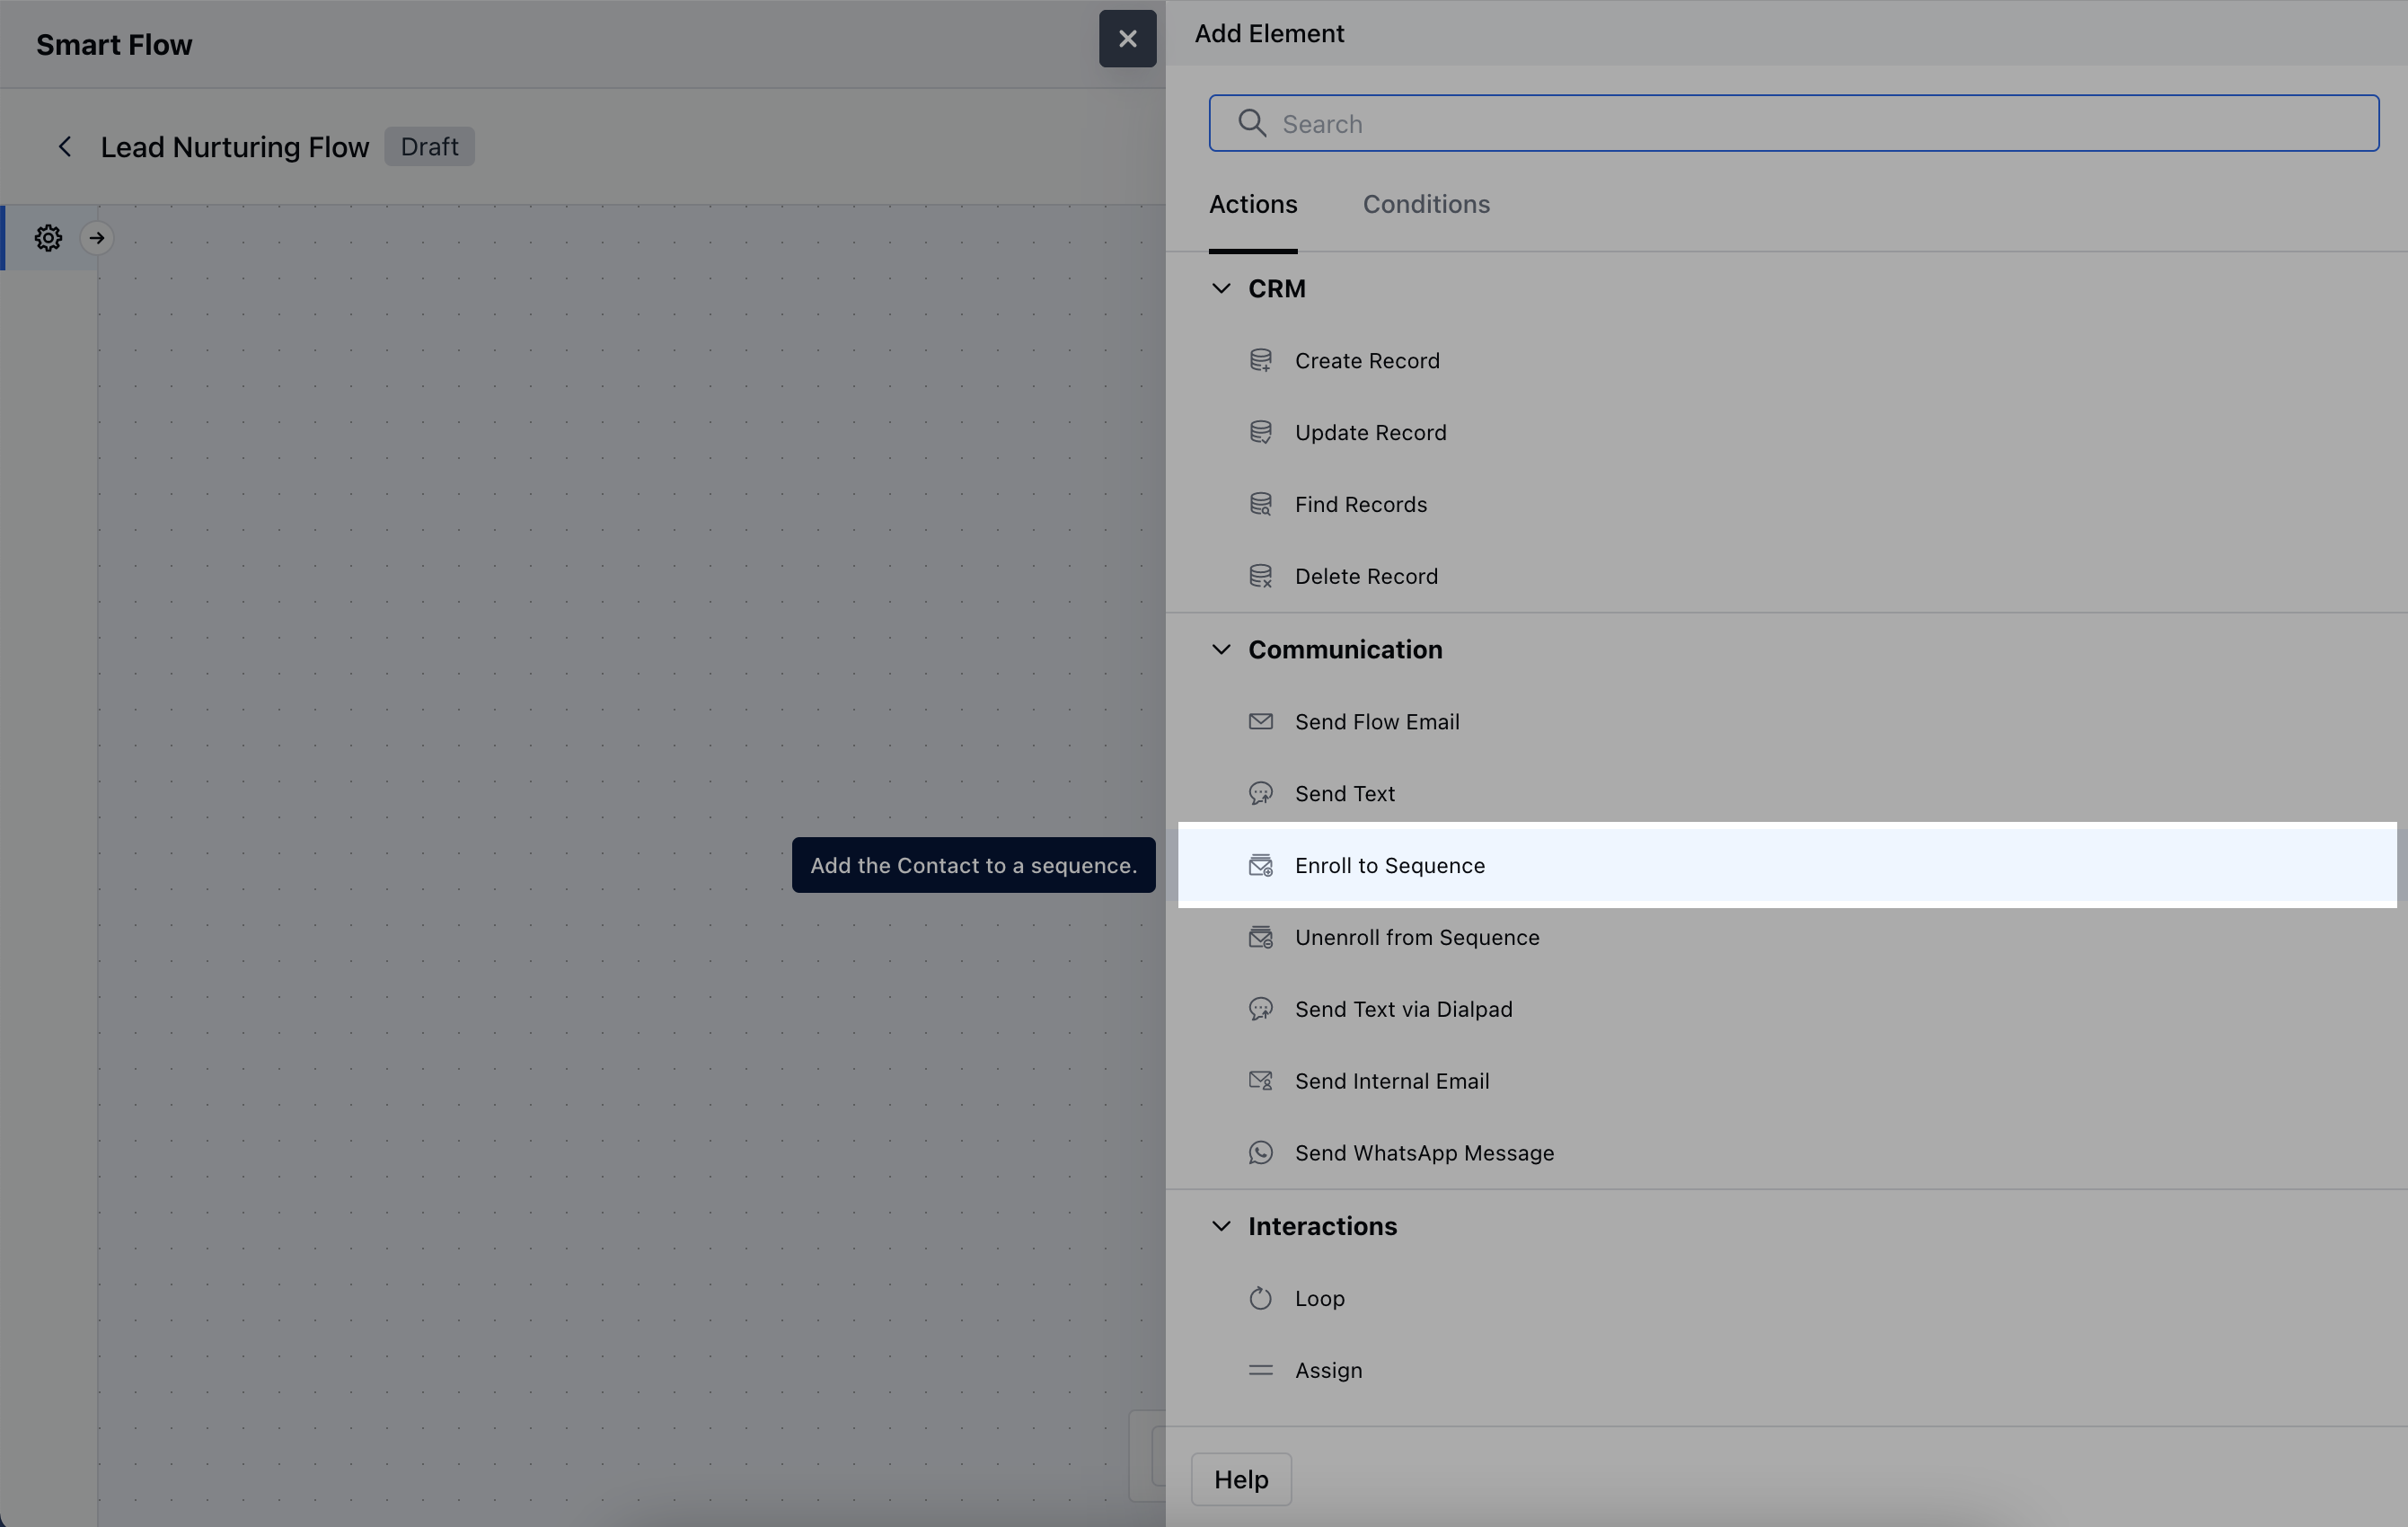 Smart Flow
Lead Nurturing Flow Draft
Add the Contact to a sequence.
Add Element
Search
Actions Conditions
CRM
Create Record
Update Record
Find Records
Delete Record
Communication
Send Flow Email
Send Text
Enroll to Sequence
Unenroll from Sequence
Send Text via Dialpad
Send Internal Email
Send WhatsApp Message
Interactions
Loop
Assign
Help